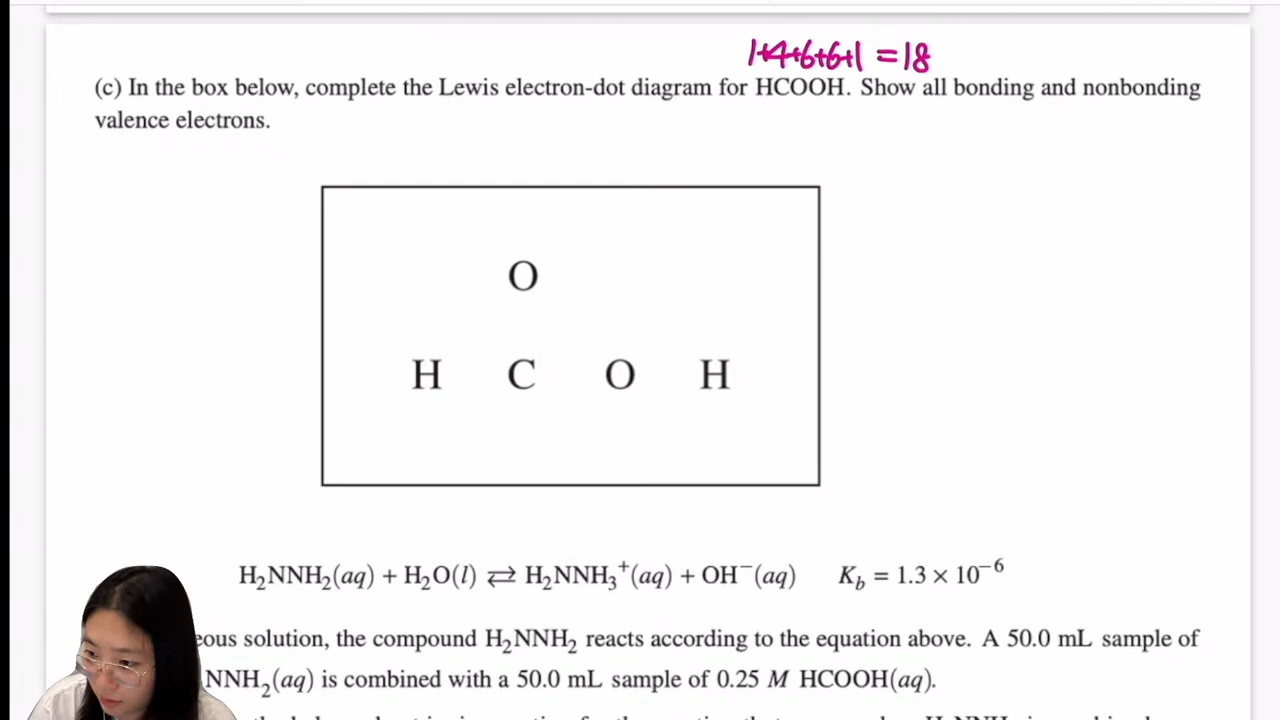 1+4+6+6+1 = 18
(c) In the box below, complete the Lewis electron-dot diagram for HCOOH. Show all bonding and nonbonding
valence electrons.
O
H C O H
H₂NNH₂(aq) + H₂O(l) ⇄ H₂NNH₃⁺(aq) + OH⁻(aq) K_b = 1.3 × 10⁻⁶
solution, the compound H₂NNH₂ reacts according to the equation above. A 50.0 mL sample of
NNH₂(aq) is combined with a 50.0 mL sample of 0.25 M HCOOH(aq).